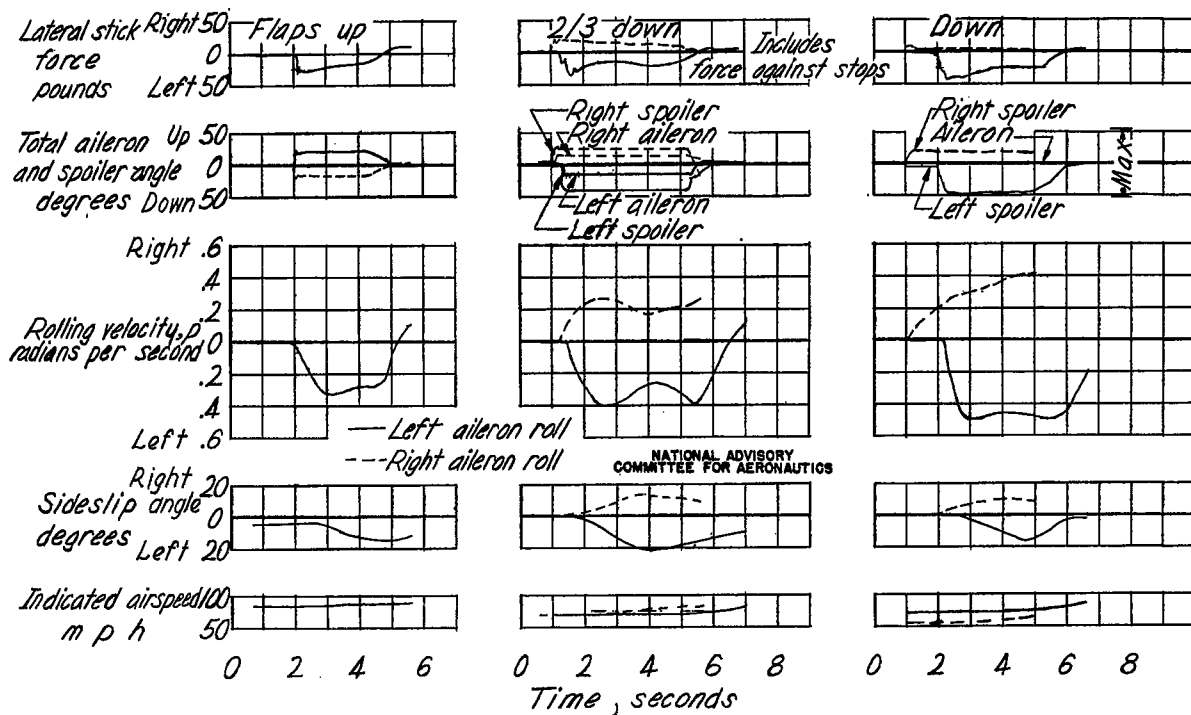 Lateral stick force pounds
Right 50
0
Left 50
Flaps up
2/3 down
Includes force against stops
Down
Total aileron and spoiler angle degrees
Up 50
0
Down 50
Right spoiler
Right aileron
Left aileron
Left spoiler
Right spoiler
Aileron
Left spoiler
Max
Rolling velocity, p
radians per second
Right .6
.4
.2
0
.2
.4
Left .6
Left aileron roll
Right aileron roll
NATIONAL ADVISORY
COMMITTEE FOR AERONAUTICS
Sideslip angle
degrees
Right 20
0
Left 20
Indicated airspeed
m p h
100
50
0 2 4 6 0 2 4 6 8 0 2 4 6 8
Time, seconds